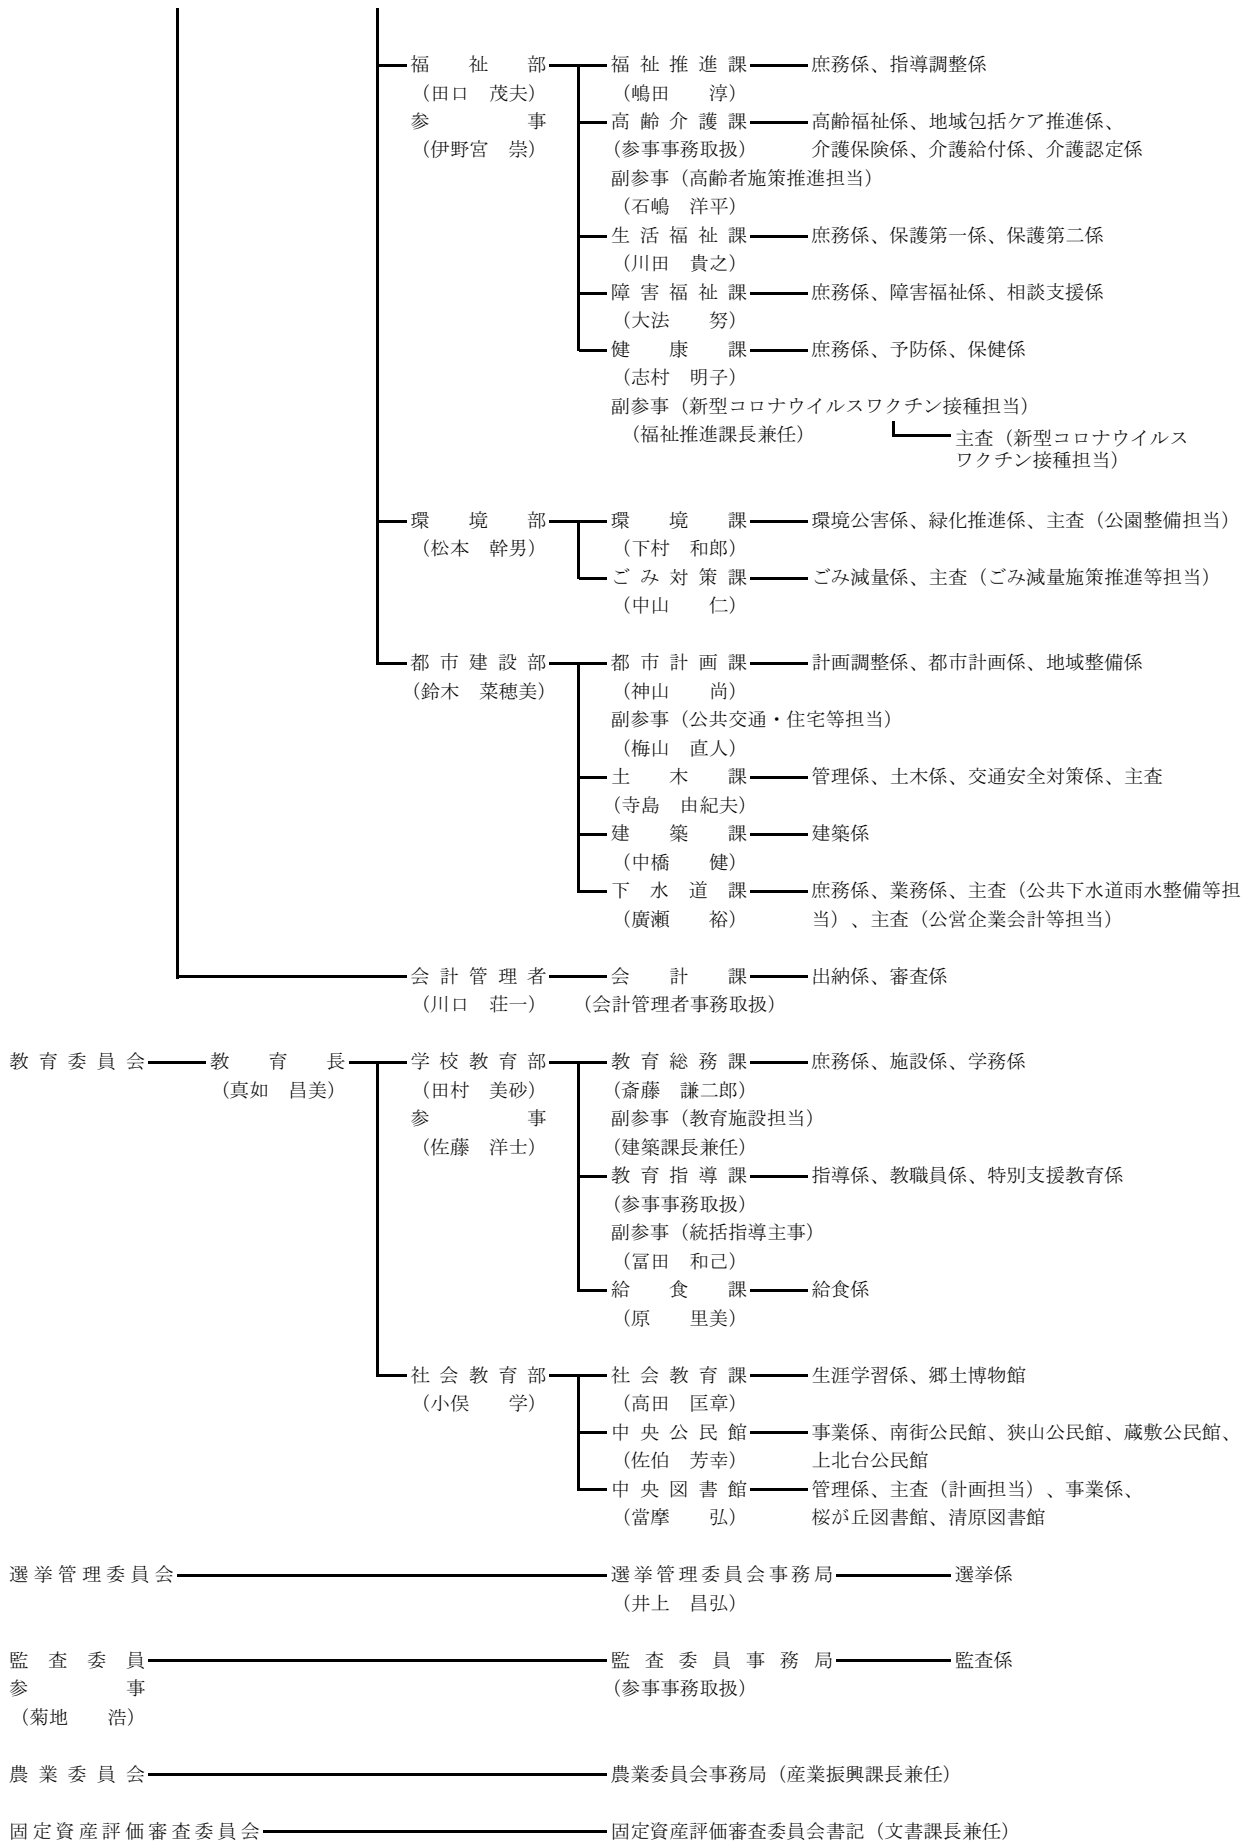 福祉部 福祉推進課 庶務係、指導調整係
（田口　茂夫） （嶋田　淳）
参事 高齢介護課 高齢福祉係、地域包括ケア推進係、
（伊野宮　崇） （参事事務取扱） 介護保険係、介護給付係、介護認定係
副参事（高齢者施策推進担当）
（石嶋　洋平）
生活福祉課 庶務係、保護第一係、保護第二係
（川田　貴之）
障害福祉課 庶務係、障害福祉係、相談支援係
（大法　努）
健康課 庶務係、予防係、保健係
（志村　明子）
副参事（新型コロナウイルスワクチン接種担当）
（福祉推進課長兼任） 主査（新型コロナウイルス
ワクチン接種担当）
環境部 環境課 環境公害係、緑化推進係、主査（公園整備担当）
（松本　幹男） （下村　和郎）
ごみ対策課 ごみ減量係、主査（ごみ減量施策推進等担当）
（中山　仁）
都市建設部 都市計画課 計画調整係、都市計画係、地域整備係
（鈴木　菜穂美） （神山　尚）
副参事（公共交通・住宅等担当）
（梅山　直人）
土木課 管理係、土木係、交通安全対策係、主査
（寺島　由紀夫）
建築課 建築係
（中橋　健）
下水道課 庶務係、業務係、主査（公共下水道雨水整備等担
（廣瀬　裕） 当）、主査（公営企業会計等担当）
会計管理者 会計課 出納係、審査係
（川口　荘一） （会計管理者事務取扱）
教育委員会 教育長 学校教育部 教育総務課 庶務係、施設係、学務係
（真如　昌美） （田村　美砂） （斎藤　謙二郎）
参事 副参事（教育施設担当）
（佐藤　洋士） （建築課長兼任）
教育指導課 指導係、教職員係、特別支援教育係
（参事事務取扱）
副参事（統括指導主事）
（冨田　和己）
給食課 給食係
（原　里美）
社会教育部 社会教育課 生涯学習係、郷土博物館
（小俣　学） （高田　匡章）
中央公民館 事業係、南街公民館、狭山公民館、蔵敷公民館、
（佐伯　芳幸） 上北台公民館
中央図書館 管理係、主査（計画担当）、事業係、
（當摩　弘） 桜が丘図書館、清原図書館
選挙管理委員会 選挙管理委員会事務局 選挙係
（井上　昌弘）
監査委員 監査委員事務局 監査係
参事 （参事事務取扱）
（菊地　浩）
農業委員会 農業委員会事務局（産業振興課長兼任）
固定資産評価審査委員会 固定資産評価審査委員会書記（文書課長兼任）